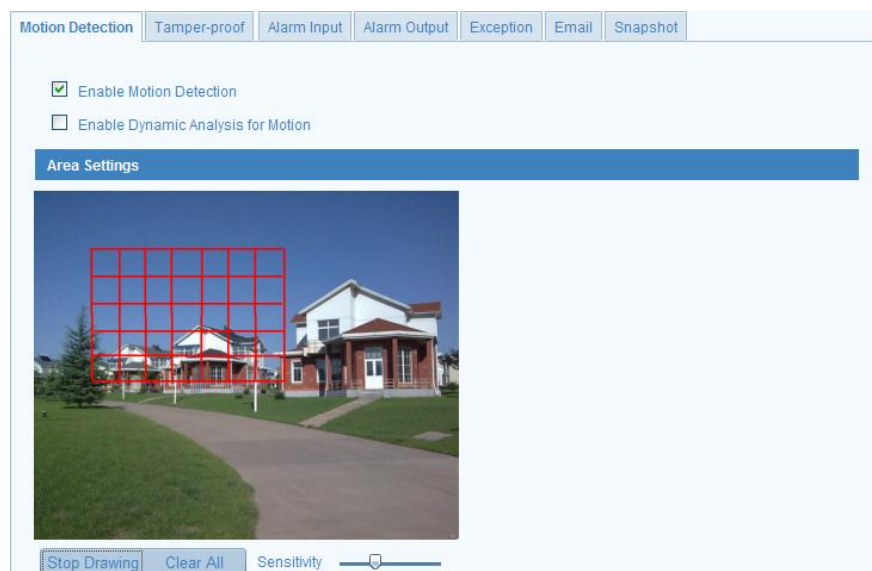 Motion Detection Tamper-proof Alarm Input Alarm Output Exception Email Snapshot
Enable Motion Detection
Enable Dynamic Analysis for Motion
Area Settings
Stop Drawing Clear All Sensitivity